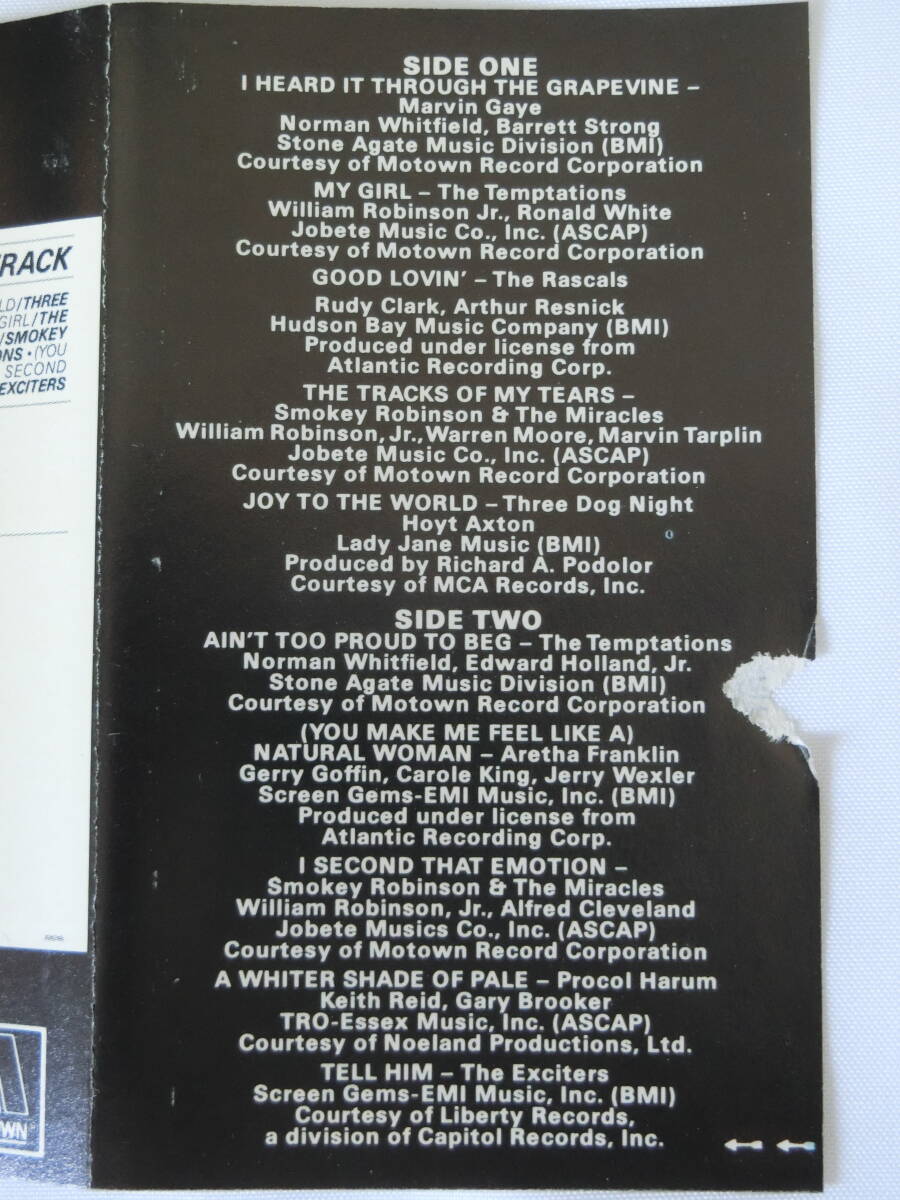 TRACK
LD/THREE
GIRL/THE
/SMOKEY
ONS • (YOU
SECOND
EXCITERS
WN
SIDE ONE
I HEARD IT THROUGH THE GRAPEVINE –
Marvin Gaye
Norman Whitfield, Barrett Strong
Stone Agate Music Division (BMI)
Courtesy of Motown Record Corporation
MY GIRL – The Temptations
William Robinson Jr., Ronald White
Jobete Music Co., Inc. (ASCAP)
Courtesy of Motown Record Corporation
GOOD LOVIN' – The Rascals
Rudy Clark, Arthur Resnick
Hudson Bay Music Company (BMI)
Produced under license from
Atlantic Recording Corp.
THE TRACKS OF MY TEARS –
Smokey Robinson & The Miracles
William Robinson, Jr., Warren Moore, Marvin Tarplin
Jobete Music Co., Inc. (ASCAP)
Courtesy of Motown Record Corporation
JOY TO THE WORLD – Three Dog Night
Hoyt Axton
Lady Jane Music (BMI)
Produced by Richard A. Podolor
Courtesy of MCA Records, Inc.
SIDE TWO
AIN'T TOO PROUD TO BEG – The Temptations
Norman Whitfield, Edward Holland, Jr.
Stone Agate Music Division (BMI)
Courtesy of Motown Record Corporation
(YOU MAKE ME FEEL LIKE A)
NATURAL WOMAN – Aretha Franklin
Gerry Goffin, Carole King, Jerry Wexler
Screen Gems-EMI Music, Inc. (BMI)
Produced under license from
Atlantic Recording Corp.
I SECOND THAT EMOTION –
Smokey Robinson & The Miracles
William Robinson, Jr., Alfred Cleveland
Jobete Musics Co., Inc. (ASCAP)
Courtesy of Motown Record Corporation
A WHITER SHADE OF PALE – Procol Harum
Keith Reid, Gary Brooker
TRO-Essex Music, Inc. (ASCAP)
Courtesy of Noeland Productions, Ltd.
TELL HIM – The Exciters
Screen Gems-EMI Music, Inc. (BMI)
Courtesy of Liberty Records,
a division of Capitol Records, Inc.